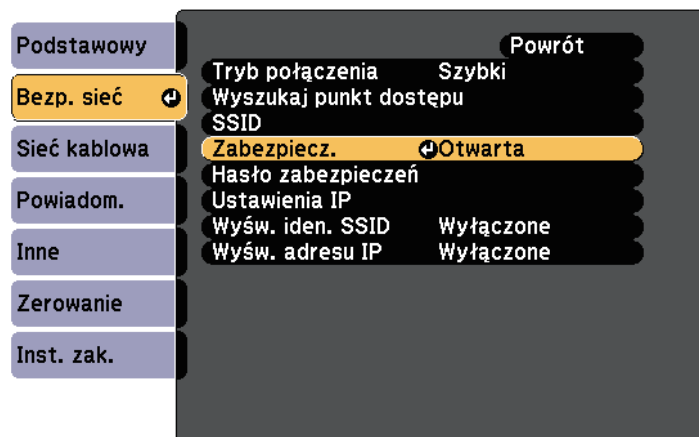 Podstawowy
Bezp. sieć
Sieć kablowa
Powiadom.
Inne
Zerowanie
Inst. zak.
Powrót
Tryb połączenia Szybki
Wyszukaj punkt dostępu
SSID
Zabezpiecz. Otwarta
Hasło zabezpieczeń
Ustawienia IP
Wyśw. iden. SSID Wyłączone
Wyśw. adresu IP Wyłączone